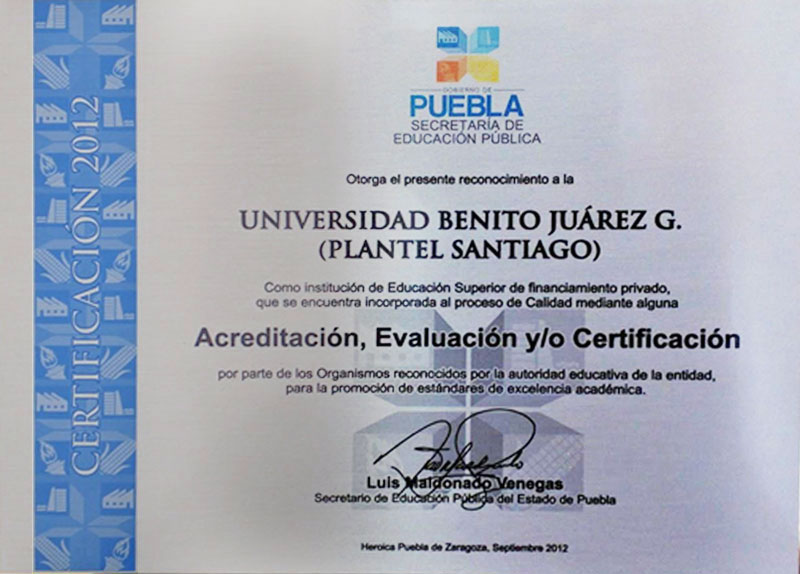 CERTIFICACIÓN 2012
GOBIERNO DE
PUEBLA
SECRETARÍA DE
EDUCACIÓN PÚBLICA
Otorga el presente reconocimiento a la
UNIVERSIDAD BENITO JUÁREZ G.
(PLANTEL SANTIAGO)
Como institución de Educación Superior de financiamiento privado,
que se encuentra incorporada al proceso de Calidad mediante alguna
Acreditación, Evaluación y/o Certificación
por parte de los Organismos reconocidos por la autoridad educativa de la entidad,
para la promoción de estándares de excelencia académica.
Luis Maldonado Venegas
Secretario de Educación Pública del Estado de Puebla
Heroica Puebla de Zaragoza, Septiembre 2012